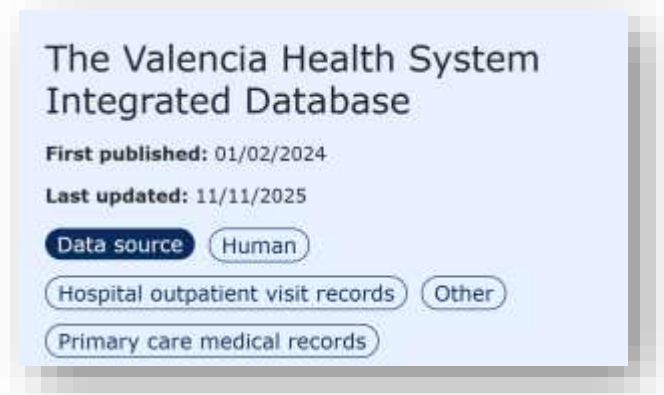 The Valencia Health System
Integrated Database
First published: 01/02/2024
Last updated: 11/11/2025
Data source Human
Hospital outpatient visit records Other
Primary care medical records